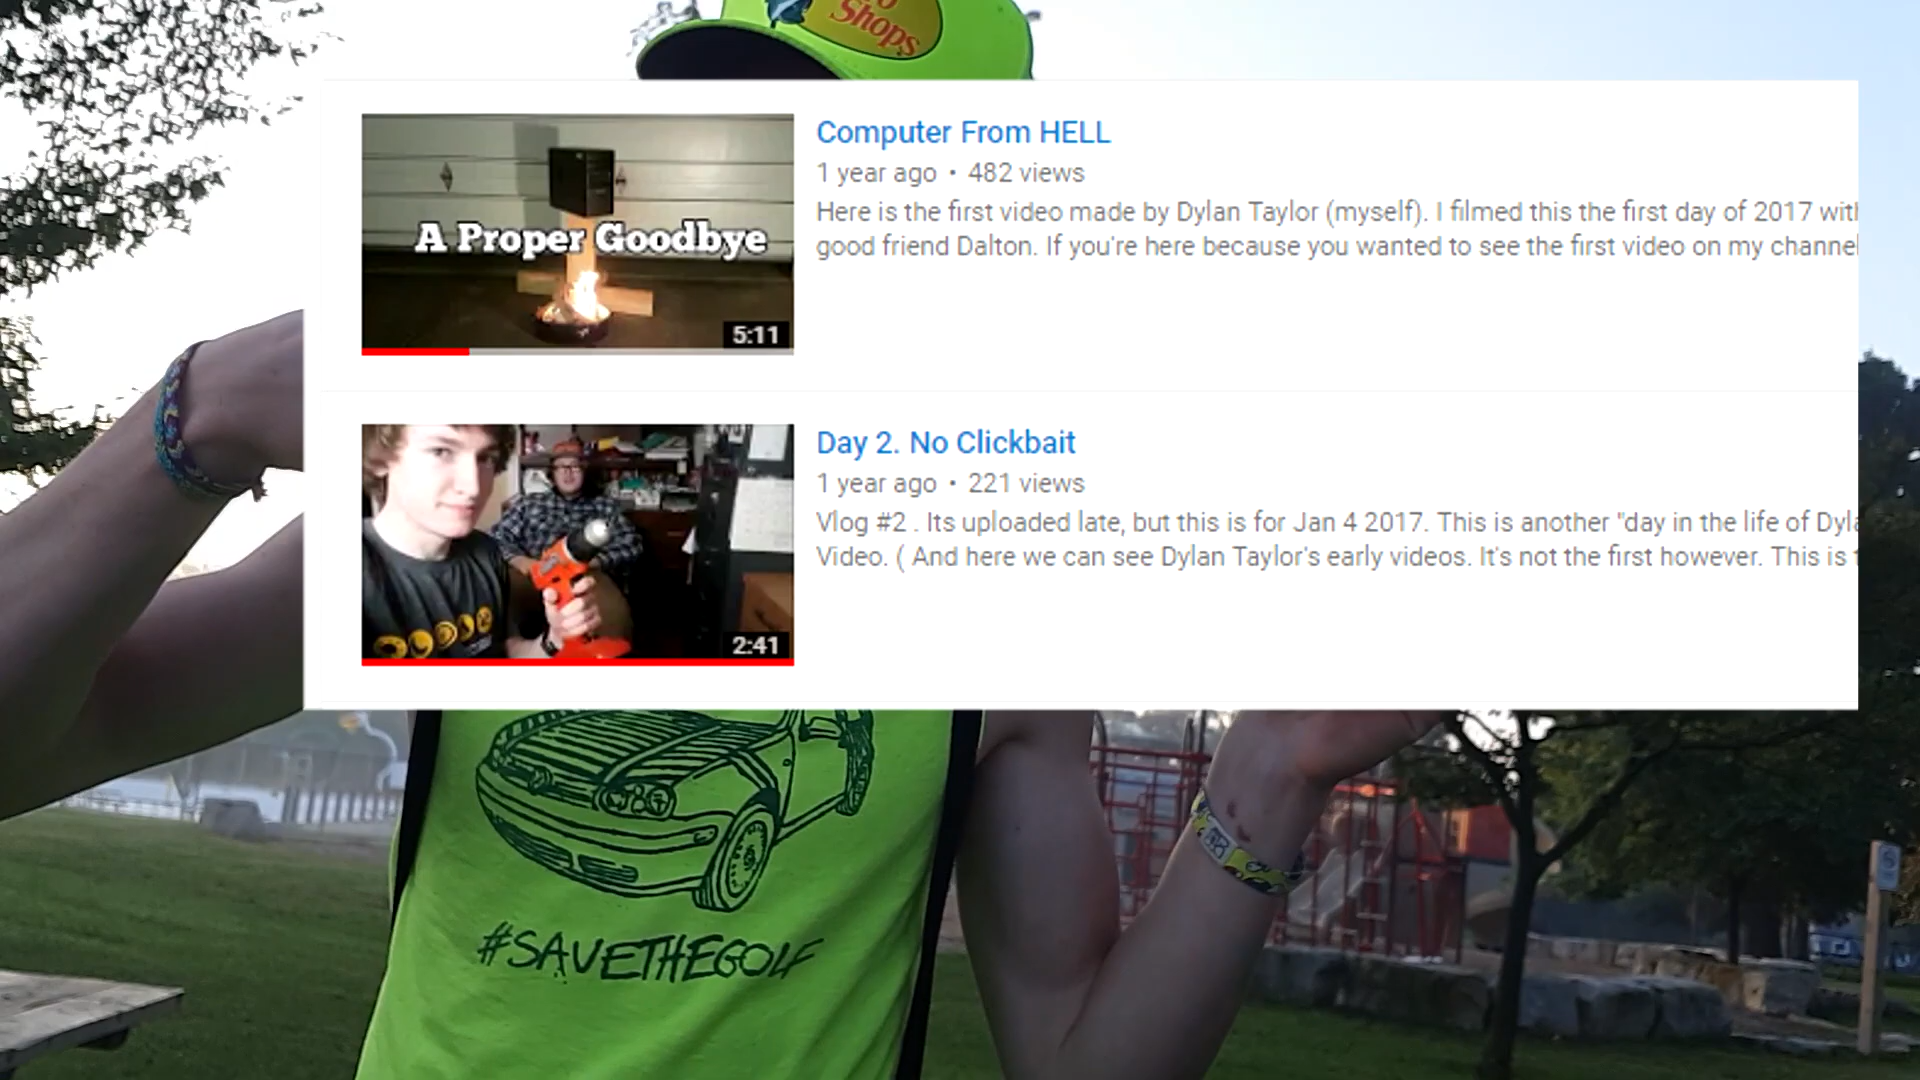 Shops
Computer From HELL
1 year ago • 482 views
Here is the first video made by Dylan Taylor (myself). I filmed this the first day of 2017 with
good friend Dalton. If you're here because you wanted to see the first video on my channel
A Proper Goodbye
5:11
Day 2. No Clickbait
1 year ago • 221 views
Vlog #2 . Its uploaded late, but this is for Jan 4 2017. This is another "day in the life of Dyla
Video. ( And here we can see Dylan Taylor's early videos. It's not the first however. This is
2:41
#SAVETHEGOLF